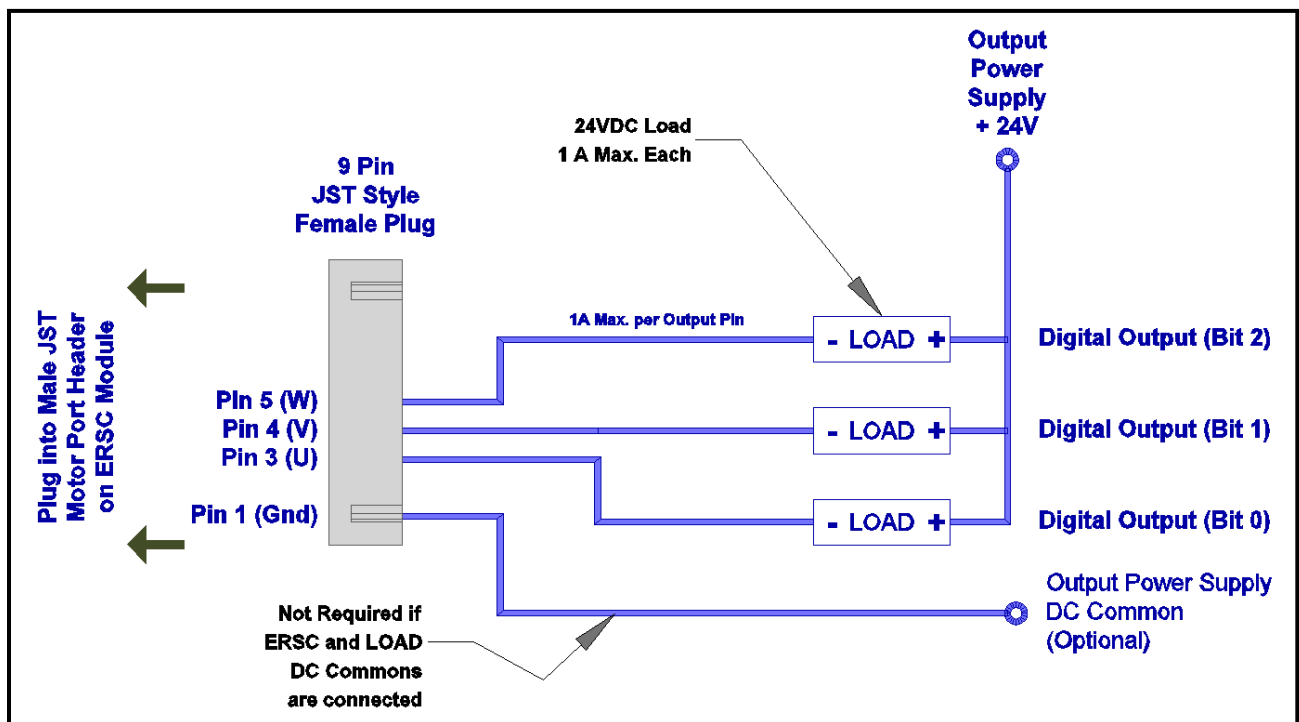 Output
Power
Supply
+ 24V
24VDC Load
1 A Max. Each
9 Pin
JST Style
Female Plug
Plug into Male JST
Motor Port Header
on ERSC Module
1A Max. per Output Pin
- LOAD +
Digital Output (Bit 2)
PIn 5 (W)
Pin 4 (V)
- LOAD +
Digital Output (Bit 1)
Pin 3 (U)
Pin 1 (Gnd)
- LOAD +
Digital Output (Bit 0)
Output Power Supply
DC Common
(Optional)
Not Required if
ERSC and LOAD
DC Commons
are connected